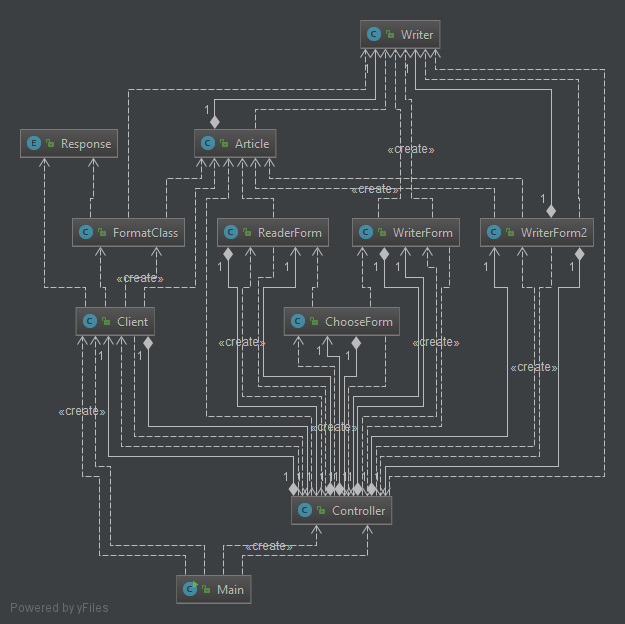 Writer
1
1
1
Response
Article
«create»
«create»
1
FormatClass
ReaderForm
WriterForm
WriterForm2
1
1
1
1
1
1
1
«create»
Client
ChooseForm
1
1
1
1
«create»
«create»
«create»
«create»
«create»
1
1
1
1
1
1
Controller
«create»
Main
Powered by yFiles